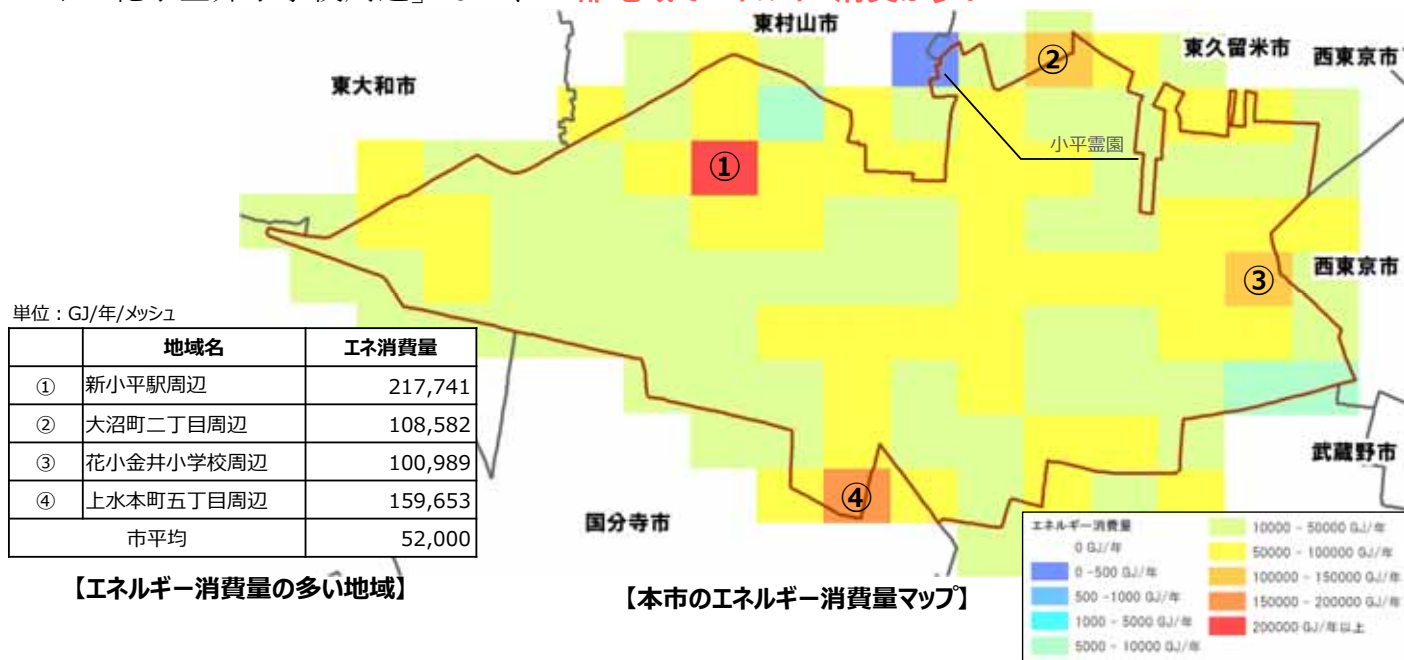 東村山市
東久留米市
西東京市
東大和市
②
小平霊園
①
③
西東京市
単位：GJ/年/メッシュ
地域名 エネ消費量
① 新小平駅周辺 217,741
② 大沼町二丁目周辺 108,582
③ 花小金井小学校周辺 100,989
④ 上水本町五丁目周辺 159,653
市平均 52,000
武蔵野市
④
国分寺市
【エネルギー消費量の多い地域】
【本市のエネルギー消費量マップ】
エネルギー消費量
0 GJ/年
0 -500 GJ/年
500 -1000 GJ/年
1000 - 5000 GJ/年
5000 - 10000 GJ/年
10000 - 50000 GJ/年
50000 - 100000 GJ/年
100000 - 150000 GJ/年
150000 - 200000 GJ/年
200000 GJ/年以上